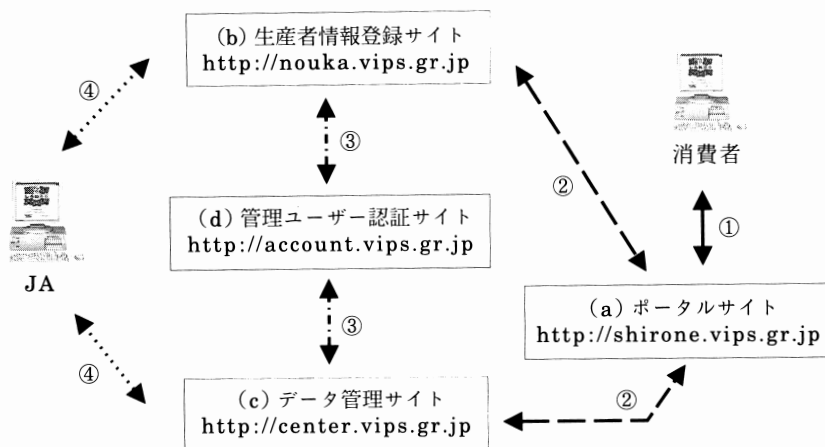 (b) 生産者情報登録サイト
http://nouka.vips.gr.jp
④
③
②
消費者
①
(d) 管理ユーザー認証サイト
http://account.vips.gr.jp
JA
③
(a) ポータルサイト
http://shirone.vips.gr.jp
④
②
(c) データ管理サイト
http://center.vips.gr.jp